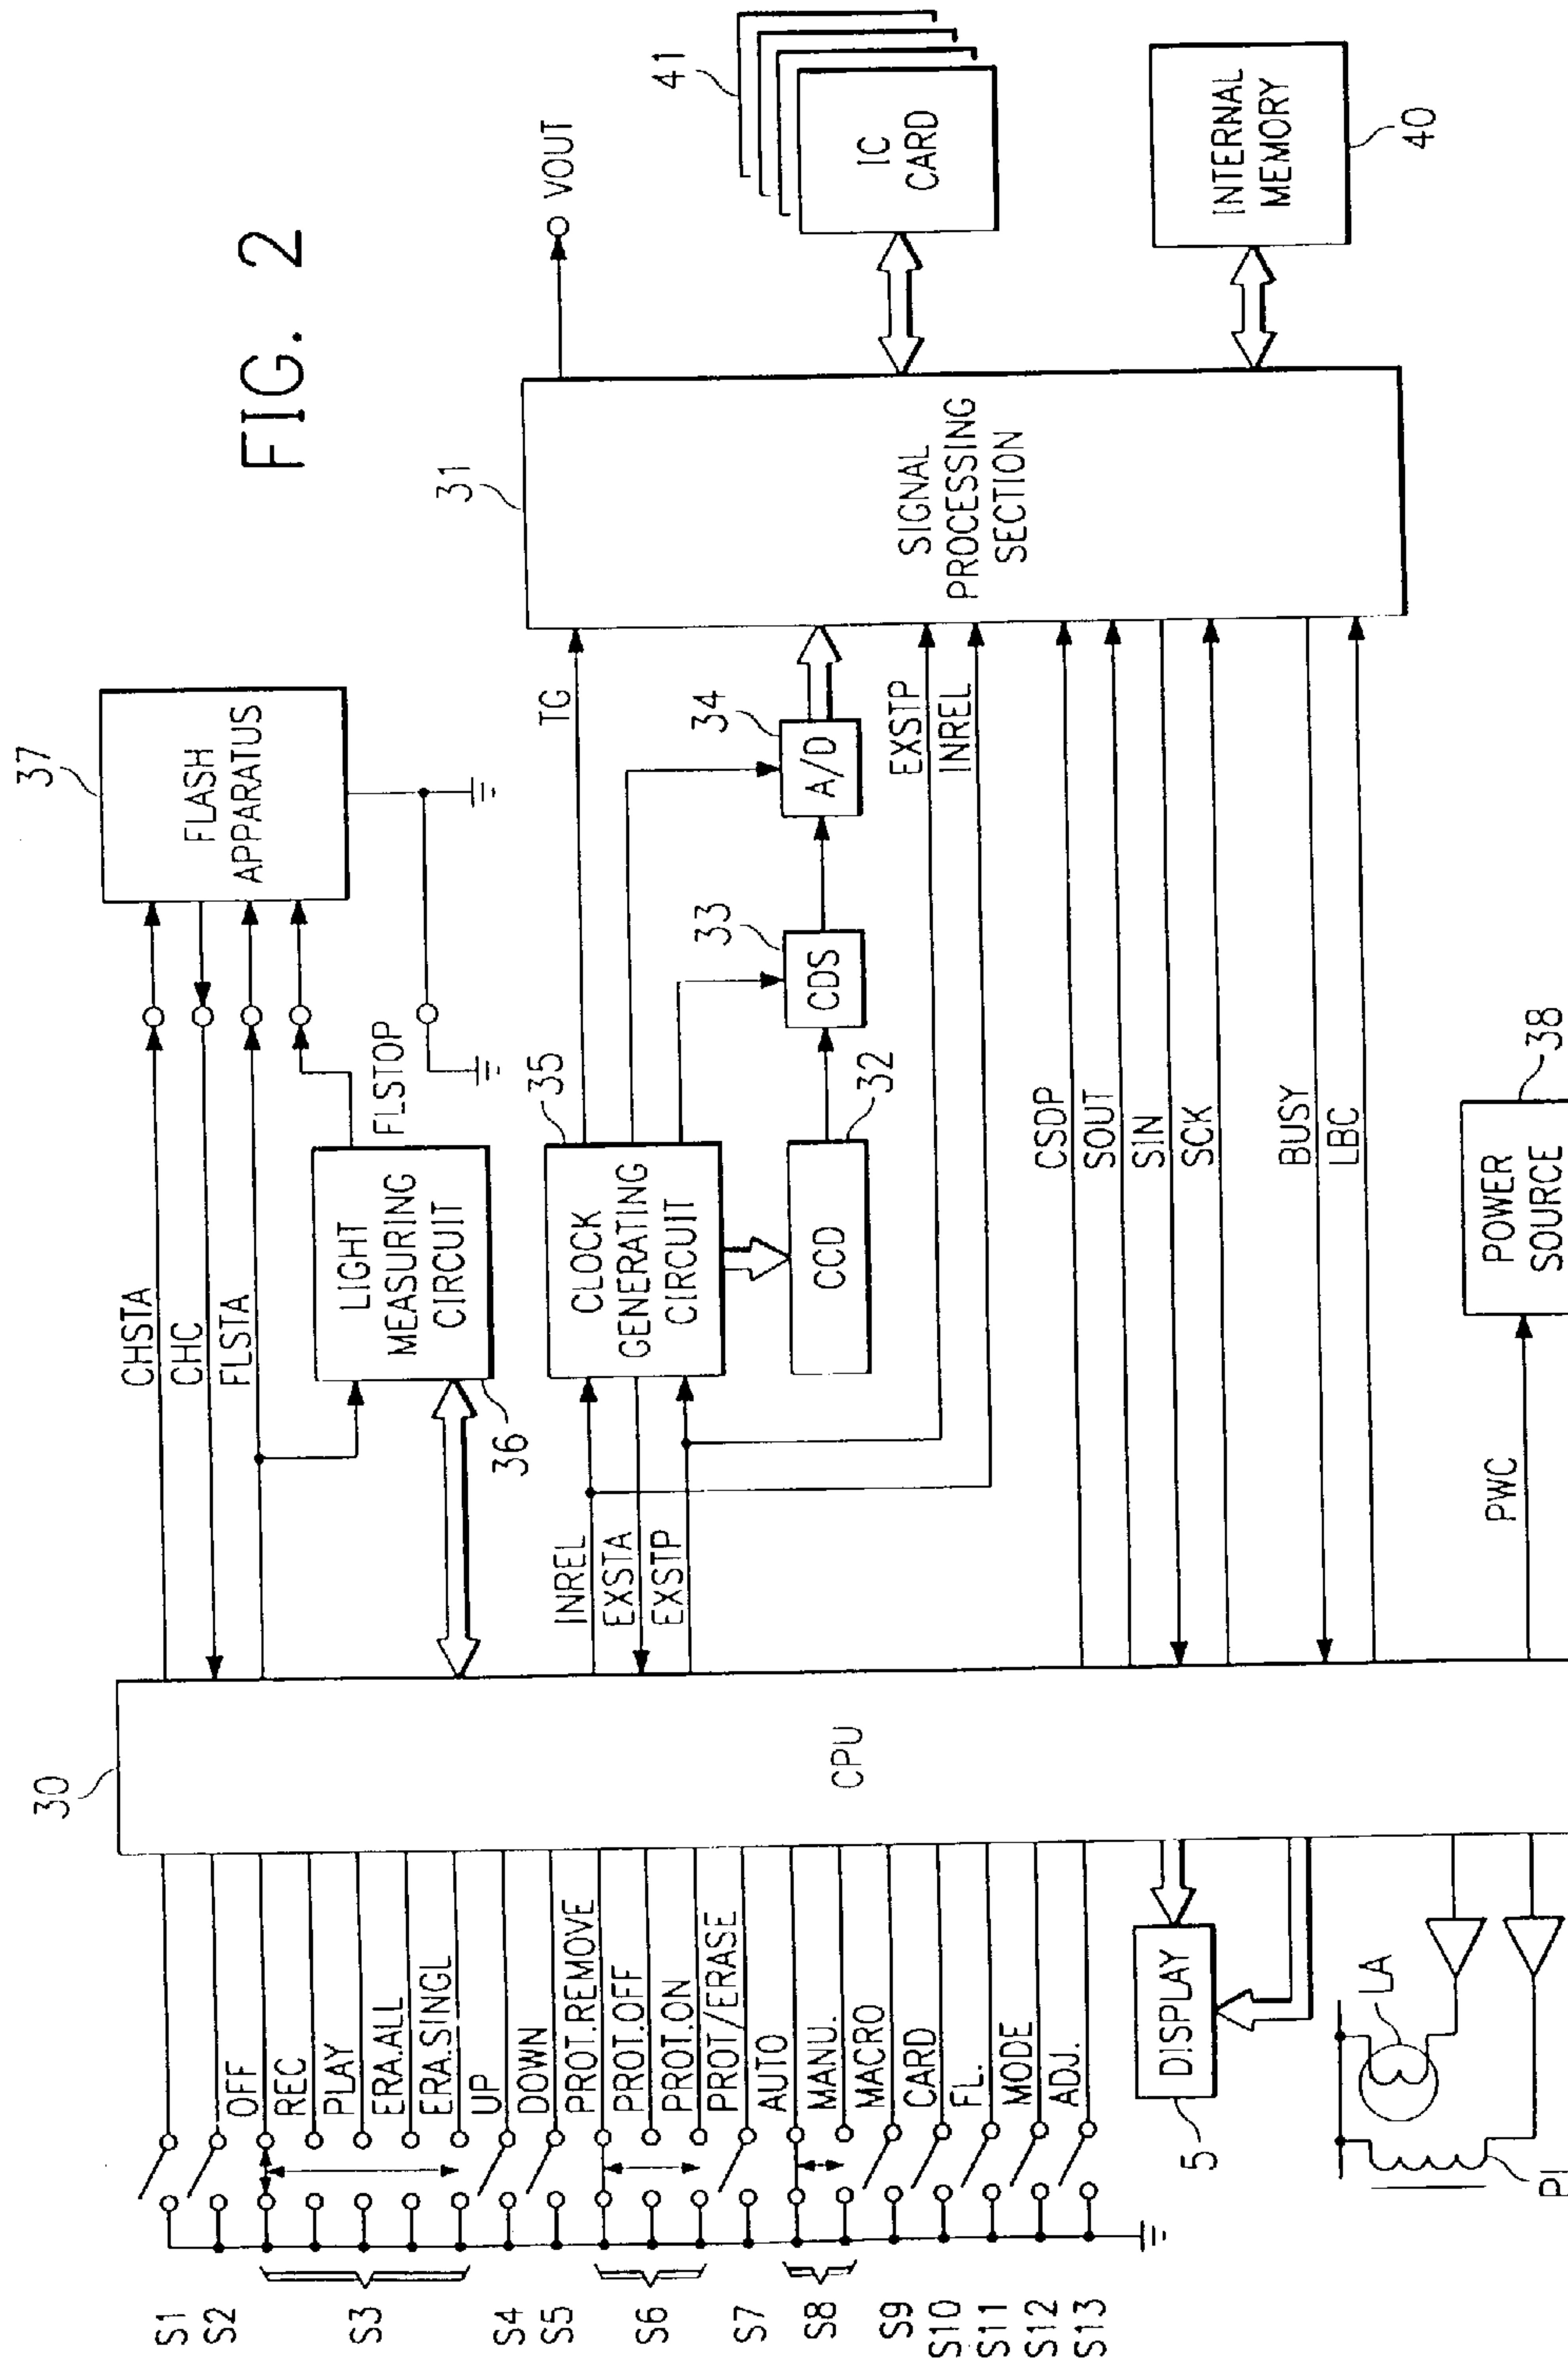 FIG. 2
S1
S2
S3
S4
S5
S6
S7
S8
S9
S10
S11
S12
S13
OFF
REC
PLAY
ERA.ALL
ERA.SINGL
UP
DOWN
PROT.REMOVE
PROT.OFF
PROT.ON
PROT/ERASE
AUTO
MANU.
MACRO
CARD
FL.
MODE
ADJ.
5
DISPLAY
LA
30
CPU
CHSTA
CHC
FLSTA
LIGHT
MEASURING
CIRCUIT
36
FLSTOP
37
FLASH
APPARATUS
INREL
EXSTA
EXSTP
35
CLOCK
GENERATING
CIRCUIT
CCD
32
CDS
33
A/D
34
TG
EXSTP
INREL
CSDP
SOUT
SIN
SCK
BUSY
LBC
PWC
POWER
SOURCE
38
31
SIGNAL
PROCESSING
SECTION
VOUT
41
IC
CARD
INTERNAL
MEMORY
40